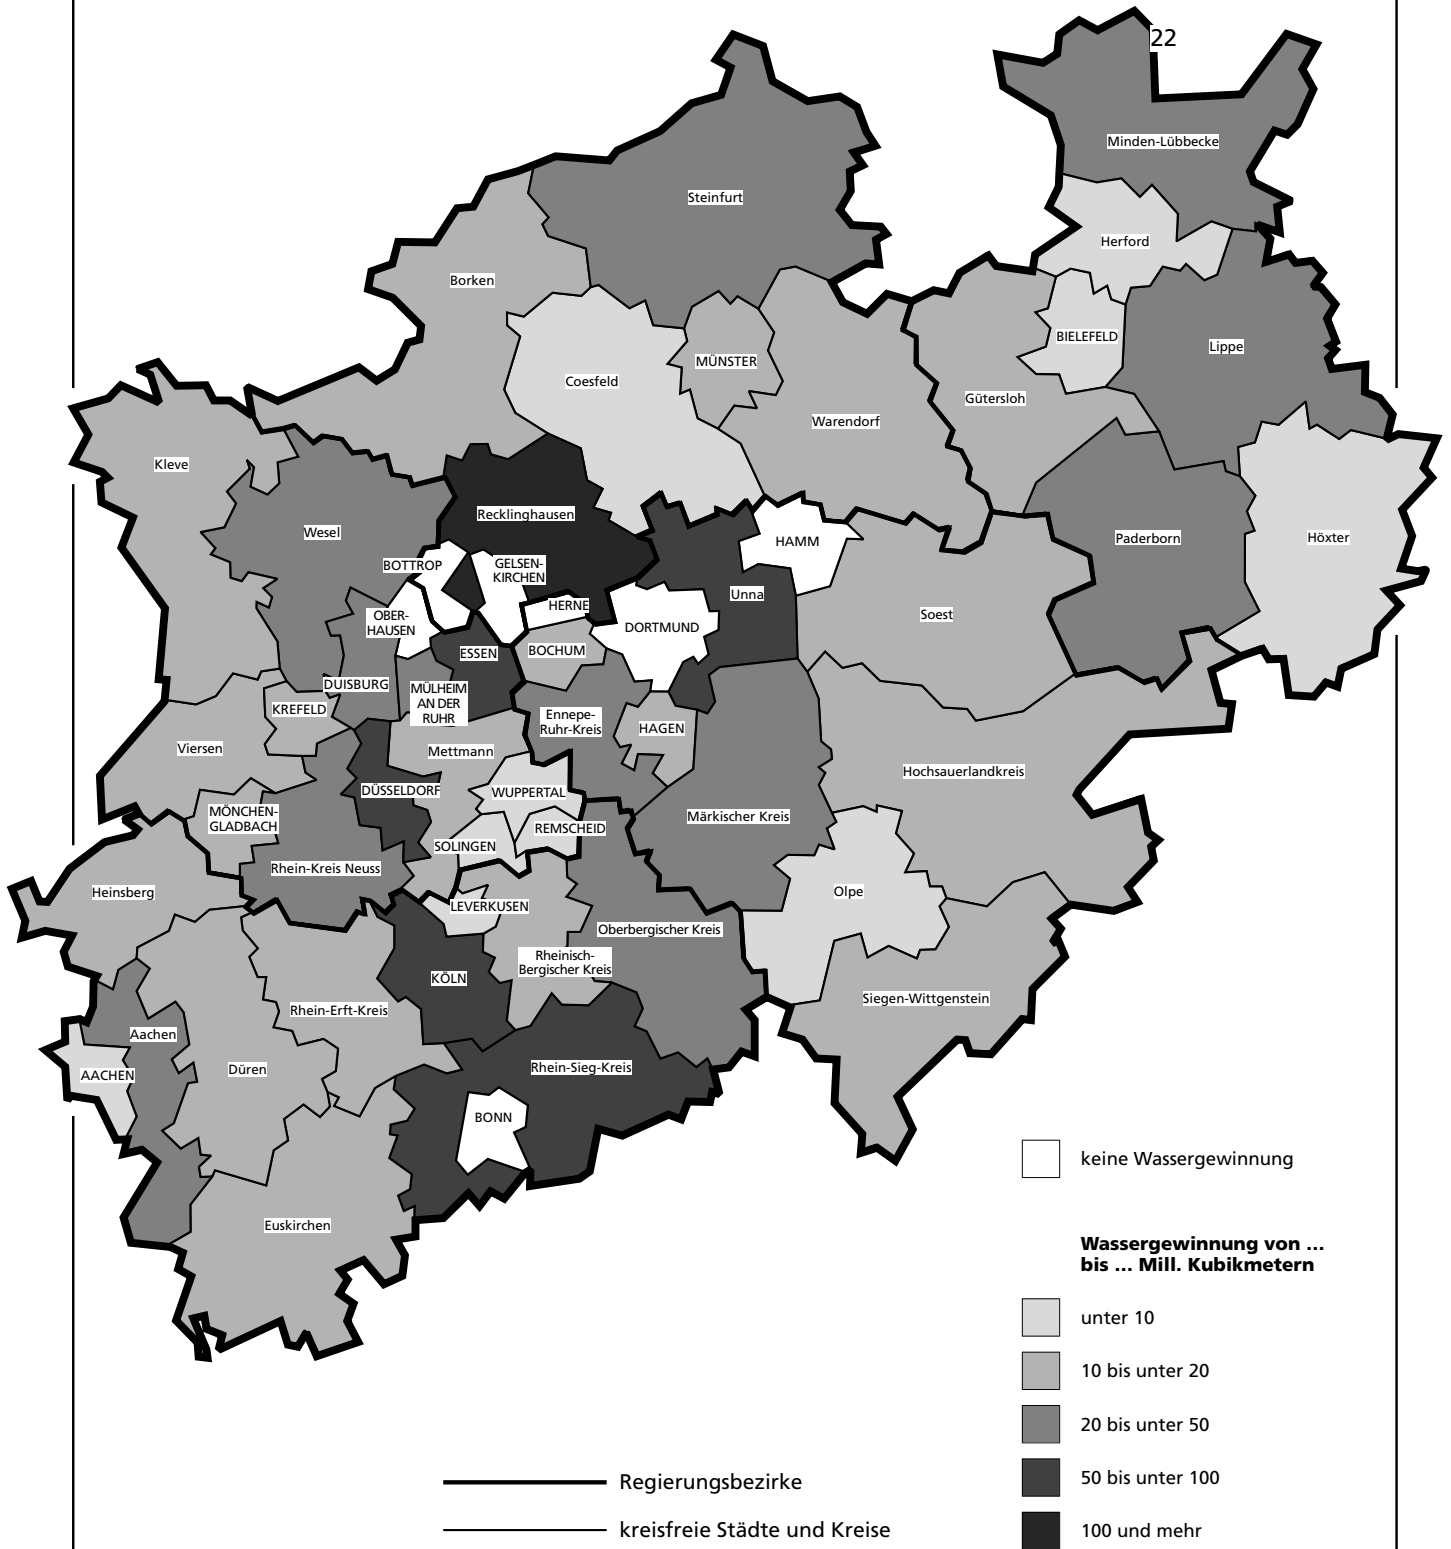 22
Minden-Lübbecke
Steinfurt
Herford
Borken
BIELEFELD
Lippe
MÜNSTER
Coesfeld
Gütersloh
Warendorf
Kleve
Recklinghausen
Wesel
Paderborn
Höxter
HAMM
BOTTROP
GELSEN-
KIRCHEN
Unna
HERNE
Soest
OBER-
HAUSEN
DORTMUND
ESSEN
BOCHUM
DUISBURG
MÜLHEIM
AN DER
RUHR
KREFELD
Ennepe-
Ruhr-Kreis
HAGEN
Viersen
Mettmann
Hochsauerlandkreis
DÜSSELDORF
WUPPERTAL
MÖNCHEN-
GLADBACH
Märkischer Kreis
REMSCHEID
SOLINGEN
Rhein-Kreis Neuss
Heinsberg
Olpe
LEVERKUSEN
Oberbergischer Kreis
Rheinisch-
Bergischer Kreis
KÖLN
Siegen-Wittgenstein
Rhein-Erft-Kreis
Aachen
Düren
Rhein-Sieg-Kreis
AACHEN
BONN
Euskirchen
keine Wassergewinnung
Wassergewinnung von ...
bis ... Mill. Kubikmetern
unter 10
10 bis unter 20
20 bis unter 50
50 bis unter 100
100 und mehr
Regierungsbezirke
kreisfreie Städte und Kreise